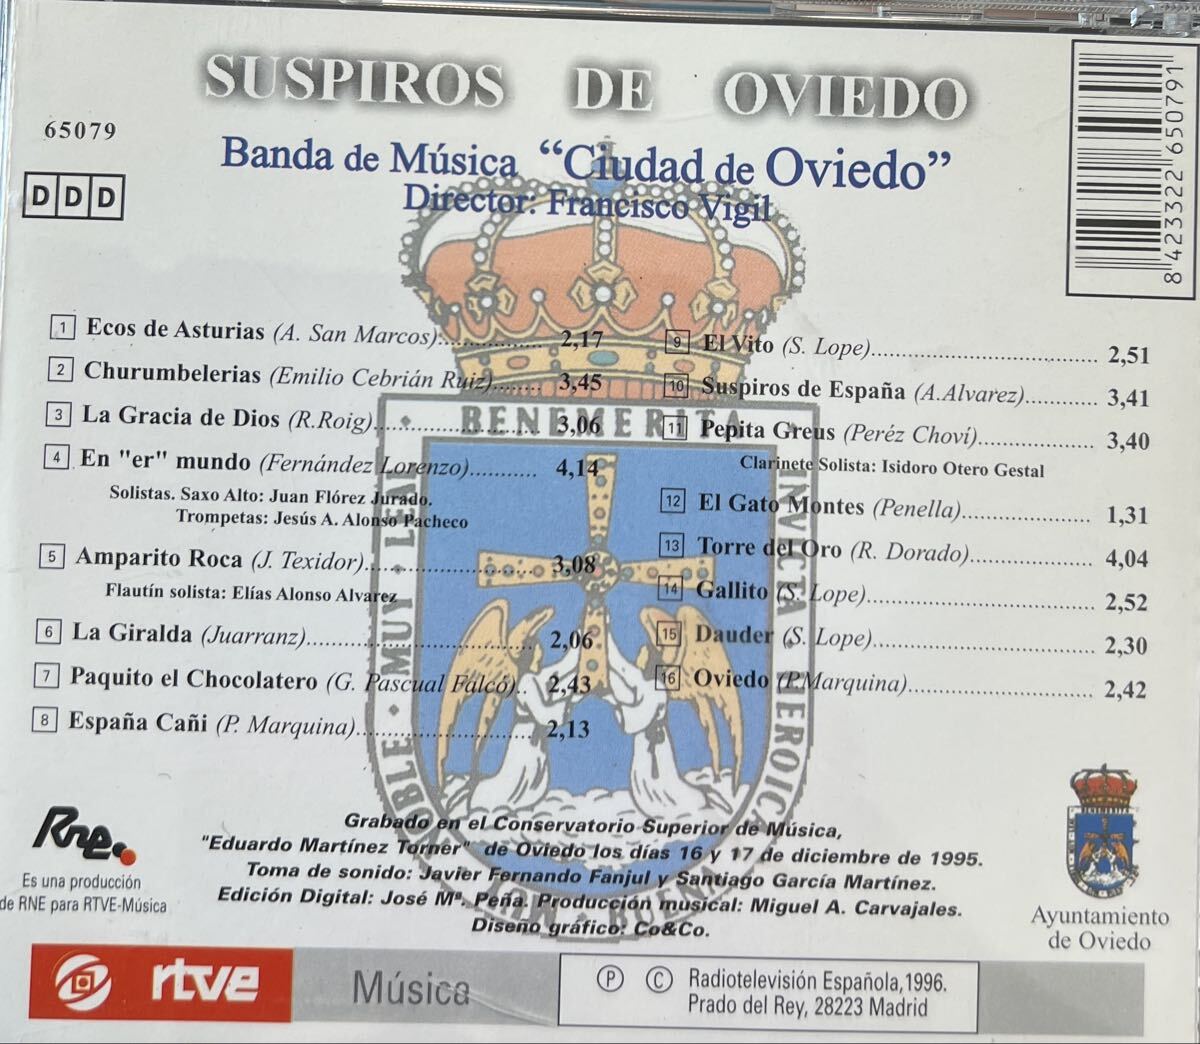 SUSPIROS DE OVIEDO
65079
Banda de Música "Ciudad de Oviedo"
Director: Francisco Vigil
DDD
8 423322 650791
1 Ecos de Asturias (A. San Marcos):.................. 2,17
2 Churumbelerias (Emilio Cebrián Ruiz)........ 3,45
3 La Gracia de Dios (R.Roig)............................ 3,06
4 En "er" mundo (Fernández Lorenzo)........... 4,14
Solistas. Saxo Alto: Juan Flórez Jurado.
Trompetas: Jesús A. Alonso Pacheco
5 Amparito Roca (J. Texidor)............................ 3,08
Flautín solista: Elías Alonso Alvarez
6 La Giralda (Juarranz)..................................... 2,06
7 Paquito el Chocolatero (G. Pascual Falcó).. 2,43
8 España Cañi (P. Marquina)............................. 2,13
9 El Vito (S. Lope)...................................... 2,51
10 Suspiros de España (A.Alvarez)............ 3,41
11 Pepita Greus (Peréz Choví).................... 3,40
Clarinete Solista: Isidoro Otero Gestal
12 El Gato Montes (Penella)...................... 1,31
13 Torre del Oro (R. Dorado).................... 4,04
14 Gallito (S. Lope)...................................... 2,52
15 Dauder (S. Lope)..................................... 2,30
16 Oviedo (P.Marquina)............................... 2,42
BENEMERITA
INVICTA HEROICA
BUENA
MUY NOBLE · MUY LEAL ·
Rne.
Es una producción
de RNE para RTVE-Música
Grabado en el Conservatorio Superior de Música,
"Eduardo Martínez Torner" de Oviedo los días 16 y 17 de diciembre de 1995.
Toma de sonido: Javier Fernando Fanjul y Santiago García Martínez.
Edición Digital: José Mª. Peña. Producción musical: Miguel A. Carvajales.
Diseño gráfico: Co&Co.
Ayuntamiento
de Oviedo
rtve Música
Ⓟ © Radiotelevisión Española,1996.
Prado del Rey, 28223 Madrid